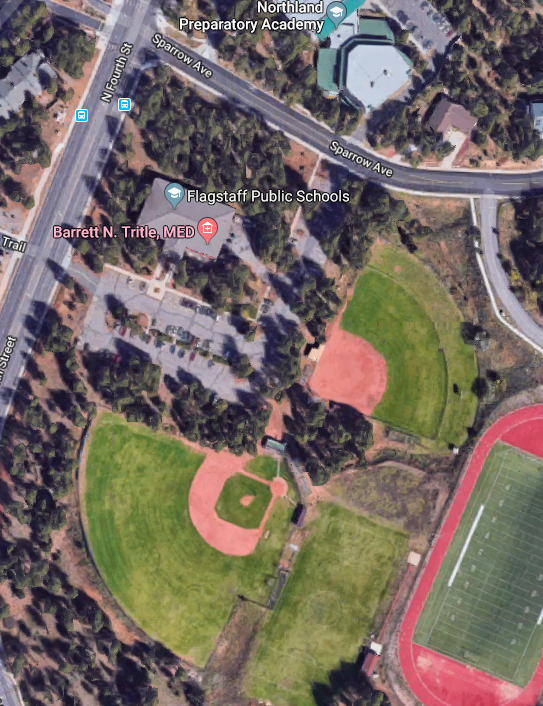 Northland
Preparatory Academy
Sparrow Ave
N Fourth St
Sparrow Ave
Flagstaff Public Schools
Barrett N. Tritle, MED
Trail
Street